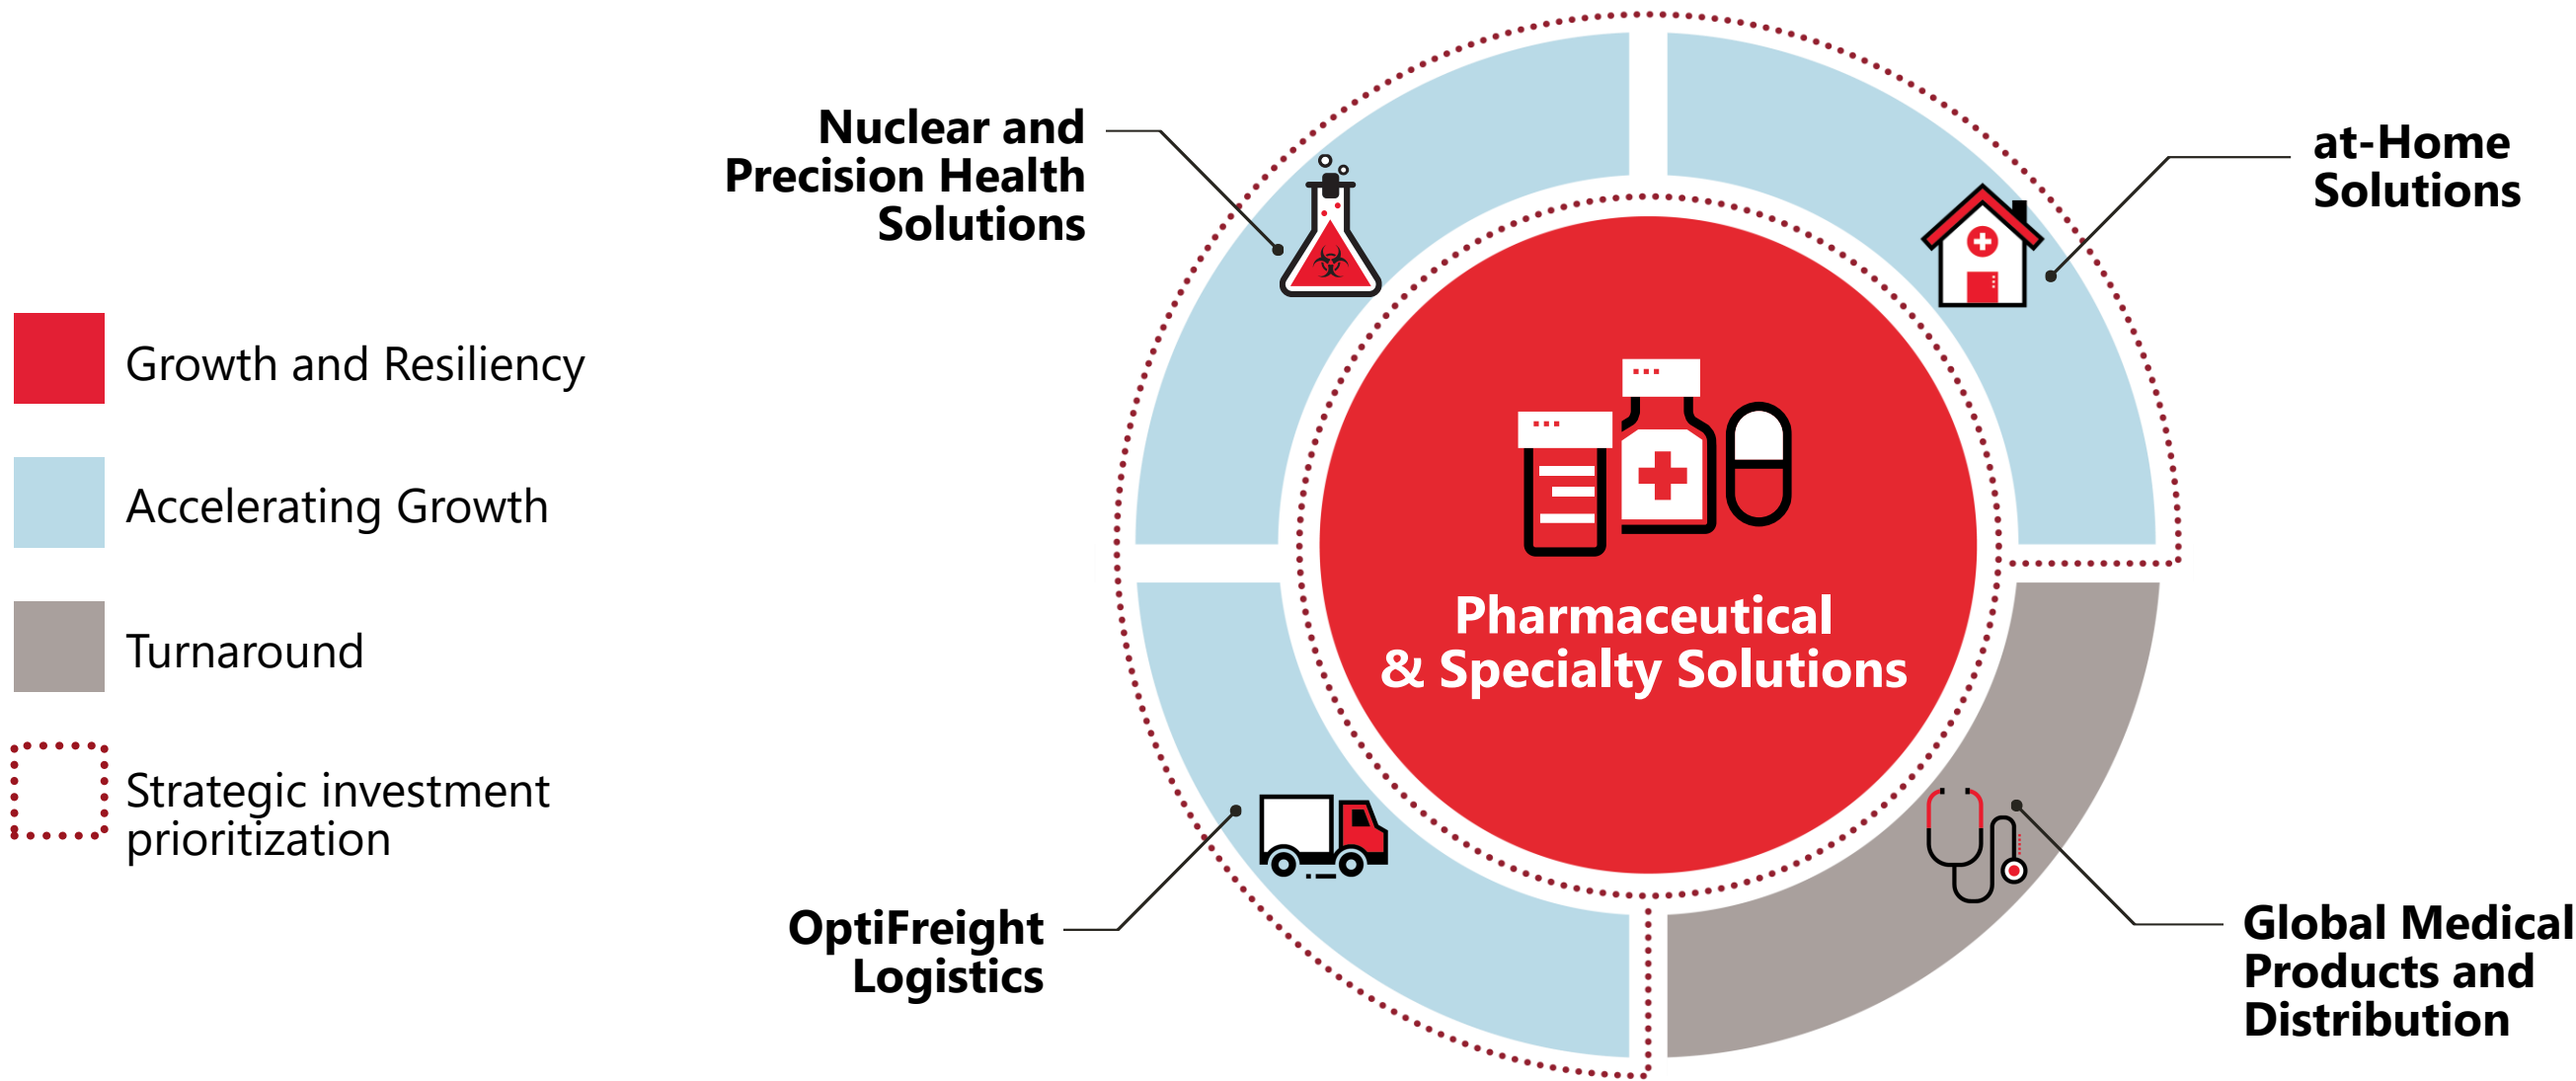 Nuclear and
Precision Health
Solutions
at-Home
Solutions
Growth and Resiliency
Accelerating Growth
Turnaround
Strategic investment
prioritization
Pharmaceutical
& Specialty Solutions
OptiFreight
Logistics
Global Medical
Products and
Distribution